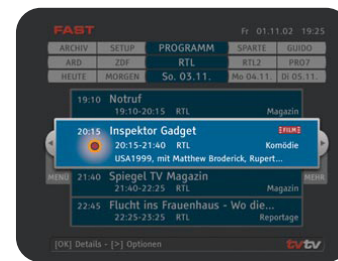 FAST Fr 01.11.02 19:25
ARCHIV SETUP PROGRAMM SPARTE GUIDO
ARD ZDF RTL RTL2 PRO7
HEUTE MORGEN So. 03.11. Mo 04.11. Di 05.11.
19:10 Notruf
19:10-20:15 RTL Magazin
20:15 Inspektor Gadget EFILME
20:15-21:40 RTL Komödie
USA1999, mit Matthew Broderick, Rupert...
MENÜ 21:40 Spiegel TV Magazin MEHR
21:40-22:25 RTL Magazin
22:45 Flucht ins Frauenhaus - Wo die...
22:25-23:25 RTL Reportage
[OK] Details - [>] Optionen tvtv